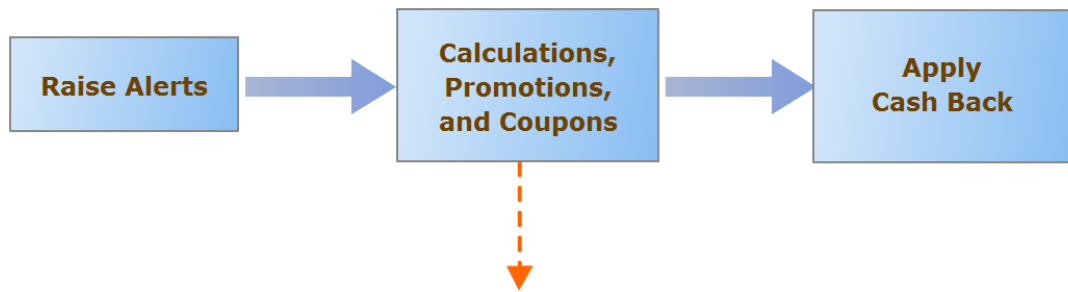 Raise Alerts
Calculations,
Promotions,
and Coupons
Apply
Cash Back